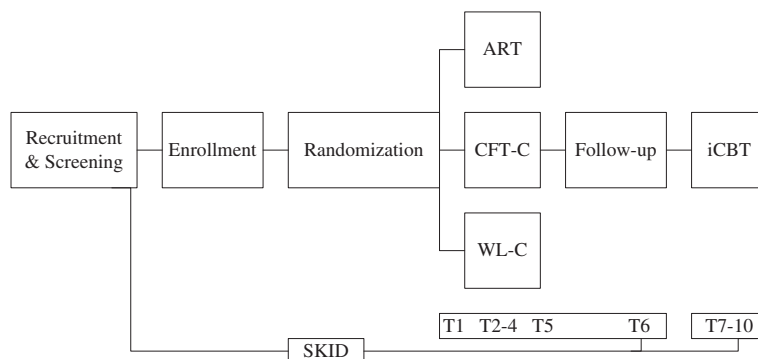 ART
Recruitment
& Screening
Enrollment
Randomization
CFT-C
Follow-up
iCBT
WL-C
T1 T2-4 T5 T6
T7-10
SKID